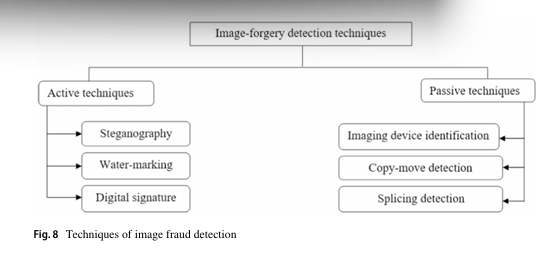 Image-forgery detection techniques
Active techniques
Passive techniques
Steganography
Imaging device identification
Water-marking
Copy-move detection
Digital signature
Splicing detection
Fig. 8 Techniques of image fraud detection